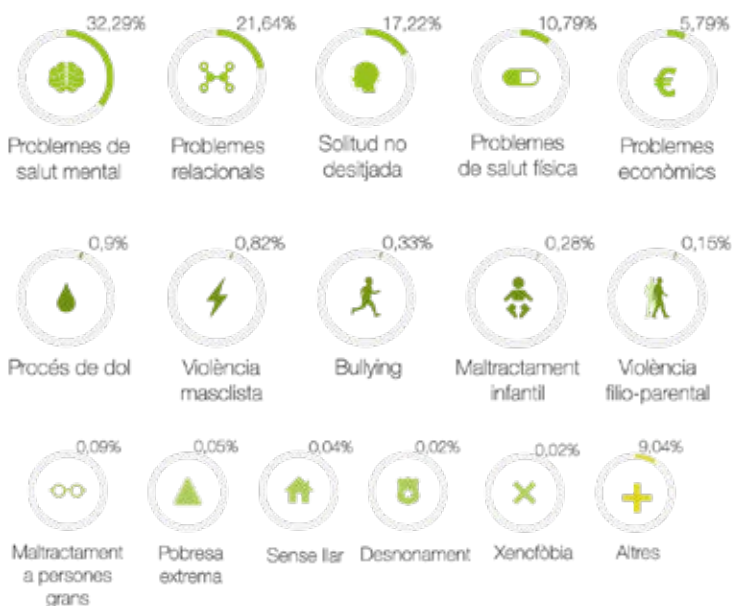 32,29%
21,64%
17,22%
10,79%
5,79%
Problemes de
salut mental
Problemes
relacionals
Solitud no
desitjada
Problemes
de salut física
Problemes
econòmics
0,9%
0,82%
0,33%
0,28%
0,15%
Procés de dol
Violència
masclista
Bullying
Maltractament
infantil
Violència
filio-parental
0,09%
0,05%
0,04%
0,02%
0,02%
9,04%
Maltractament
a persones
grans
Pobresa
extrema
Sense llar
Desnonament
Xenofòbia
Altres